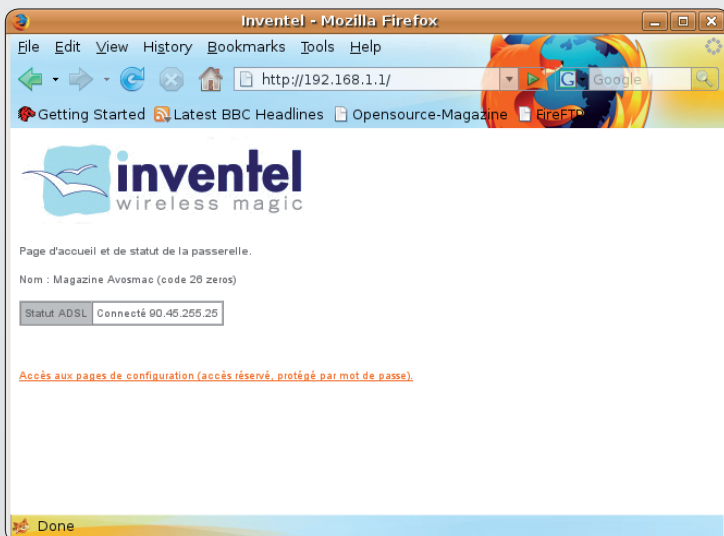 Inventel - Mozilla Firefox
File Edit View History Bookmarks Tools Help
http://192.168.1.1/ G Google
Getting Started Latest BBC Headlines Opensource-Magazine FireFTP
inventel
wireless magic
Page d'accueil et de statut de la passerelle.
Nom : Magazine Avosmac (code 26 zeros)
Statut ADSL Connecté 90.45.255.25
Accès aux pages de configuration (accès réservé, protégé par mot de passe).
Done